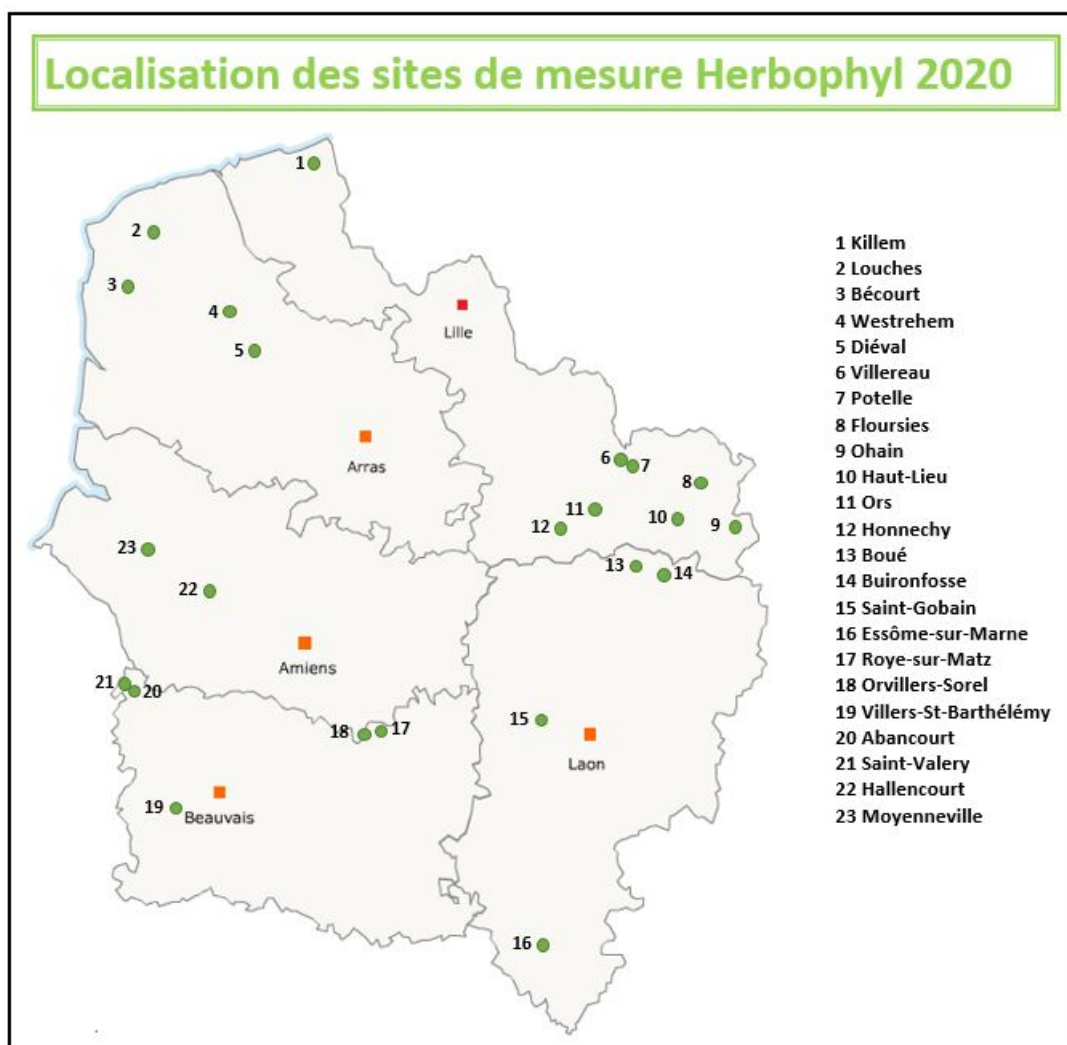 Localisation des sites de mesure Herbophyl 2020
1
2
3
4
5
Lille
Arras
6
7
8
9
10
11
12
13
14
23
22
Amiens
21
20
18
17
15
Laon
19
Beauvais
16
1 Killem
2 Louches
3 Bécourt
4 Westrehem
5 Diéval
6 Villereau
7 Potelle
8 Floursies
9 Ohain
10 Haut-Lieu
11 Ors
12 Honnechy
13 Boué
14 Buironfosse
15 Saint-Gobain
16 Essôme-sur-Marne
17 Roye-sur-Matz
18 Orvillers-Sorel
19 Villers-St-Barthélémy
20 Abancourt
21 Saint-Valery
22 Hallencourt
23 Moyenneville